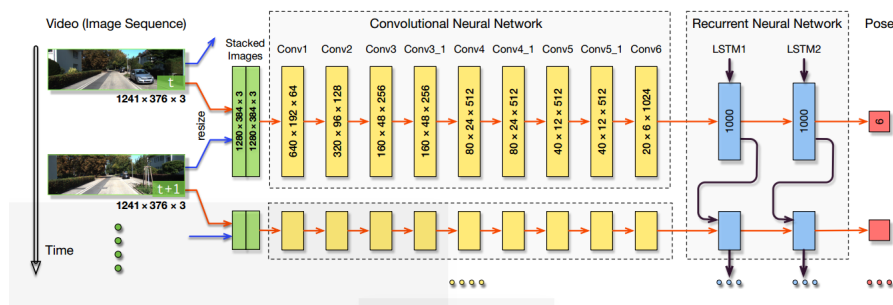 Video (Image Sequence)
Convolutional Neural Network
Recurrent Neural Network
Pose
Stacked
Images
Conv1
Conv2
Conv3
Conv3_1
Conv4
Conv4_1
Conv5
Conv5_1
Conv6
LSTM1
LSTM2
t
1241 × 376 × 3
resize
1280 × 384 × 3
1280 × 384 × 3
640 × 192 × 64
320 × 96 × 128
160 × 48 × 256
160 × 48 × 256
80 × 24 × 512
80 × 24 × 512
40 × 12 × 512
40 × 12 × 512
20 × 6 × 1024
1000
1000
6
t+1
1241 × 376 × 3
Time